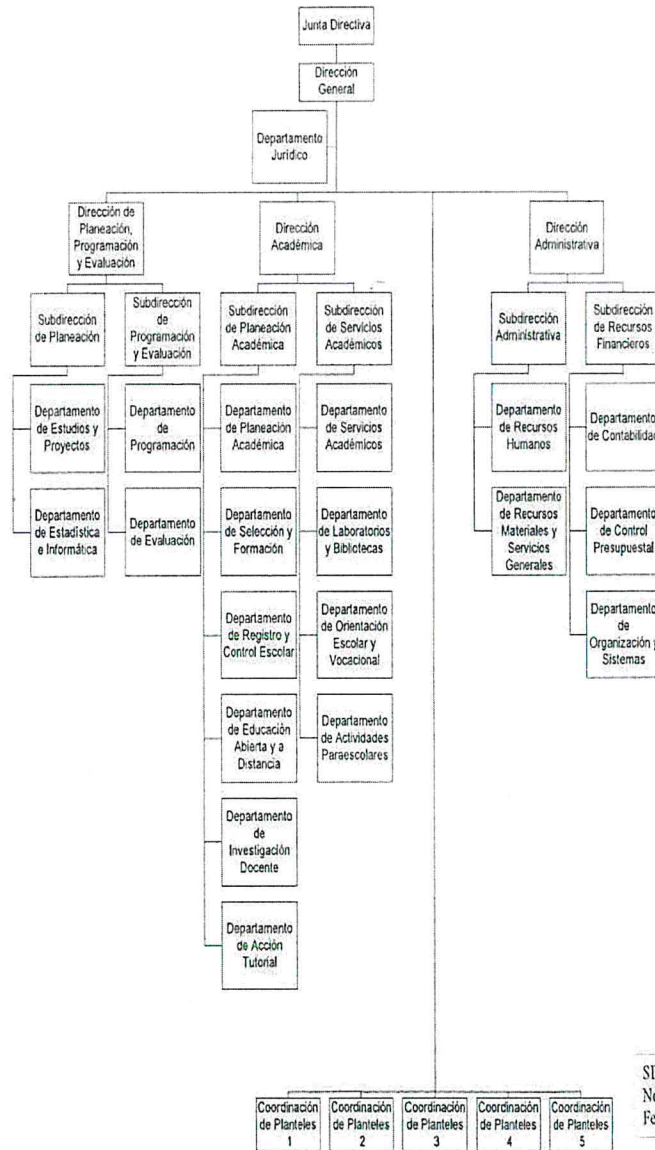 Junta Directiva
Dirección
General
Departamento
Jurídico
Dirección de
Planeación,
Programación
y Evaluación
Dirección
Académica
Dirección
Administrativa
Subdirección
de Planeación
Subdirección
de
Programación
y Evaluación
Subdirección
de Planeación
Académica
Subdirección
de Servicios
Académicos
Subdirección
Administrativa
Subdirección
de Recursos
Financieros
Departamento
de Estudios y
Proyectos
Departamento
de
Programación
Departamento
de Planeación
Académica
Departamento
de Servicios
Académicos
Departamento
de Recursos
Humanos
Departamento
de Contabilidad
Departamento
de Estadística
e Informática
Departamento
de Evaluación
Departamento
de Selección y
Formación
Departamento
de Laboratorios
y Bibliotecas
Departamento
de Recursos
Materiales y
Servicios
Generales
Departamento
de Control
Presupuestal
Departamento
de Registro y
Control Escolar
Departamento
de Orientación
Escolar y
Vocacional
Departamento
de
Organización y
Sistemas
Departamento
de Educación
Abierta y a
Distancia
Departamento
de Actividades
Paraescolares
Departamento
de
Investigación
Docente
Departamento
de Acción
Tutorial
Coordinación
de Planteles
1
Coordinación
de Planteles
2
Coordinación
de Planteles
3
Coordinación
de Planteles
4
Coordinación
de Planteles
5